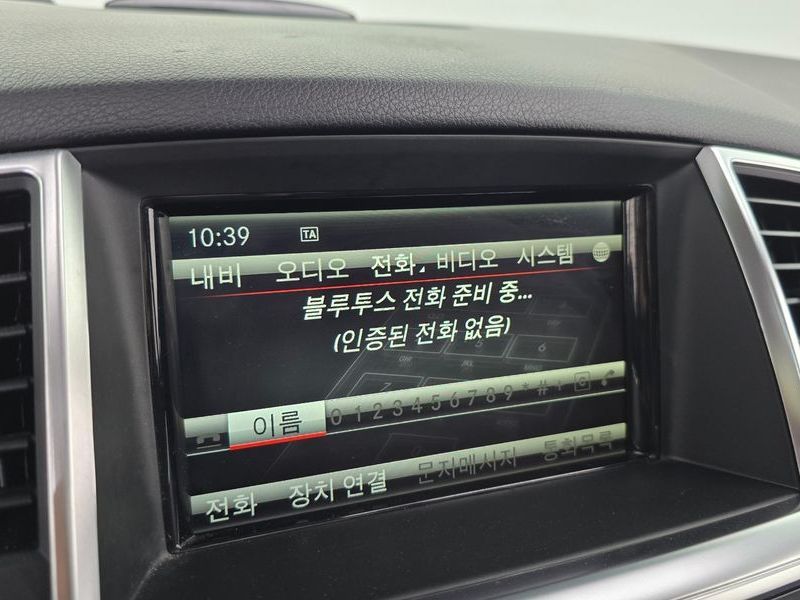 10:39 TA
내비 오디오 전화 비디오 시스템
블루투스 전화 준비 중...
(인증된 전화 없음)
이름 0 1 2 3 4 5 6 7 8 9 * # + C
전화 장치 연결 문자메시지 통화목록